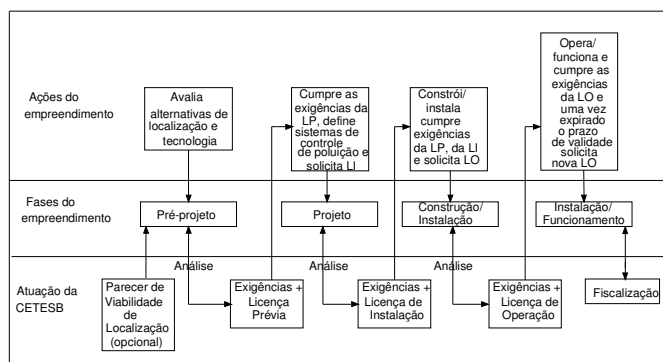 Ações do
empreendimento
Avalia
alternativas de
localização e
tecnologia
Cumpre as
exigências da
LP, define
sistemas de
controle
de poluição e
solicita LI
Constrói/
instala
cumpre
exigências
da LP, da LI
e solicita LO
Opera/
funciona e
cumpre as
exigências
da LO e
uma vez
expirado
o prazo
de validade
solicita
nova LO
Fases do
empreendimento
Pré-projeto
Projeto
Construção/
Instalação
Instalação/
Funcionamento
Análise
Análise
Análise
Atuação da
CETESB
Parecer de
Viabilidade
de
Localização
(opcional)
Exigências +
Licença
Prévia
Exigências +
Licença de
Instalação
Exigências +
Licença de
Operação
Fiscalização